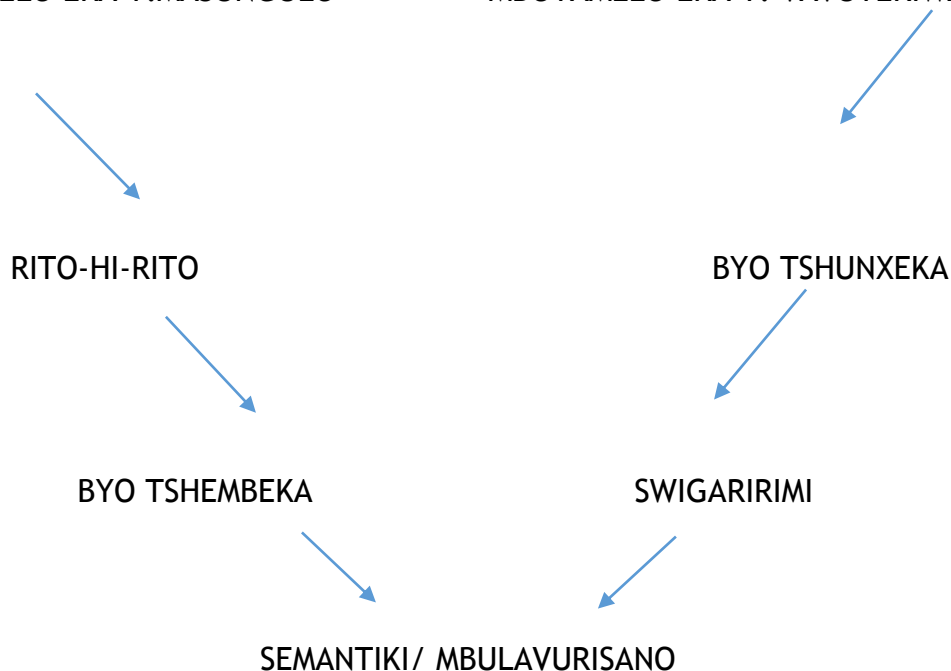 RITO-HI-RITO BYO TSHUNXEKA
BYO TSHEMBEKA SWIGARIRIMI
SEMANTIKI/ MBULAVURISANO